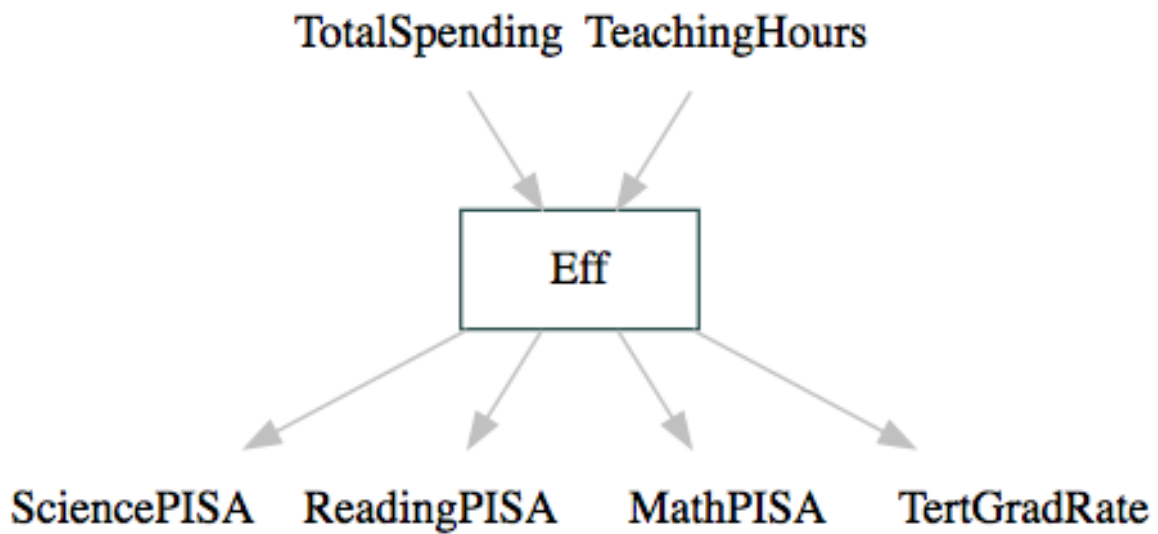 TotalSpending TeachingHours
Eff
SciencePISA ReadingPISA MathPISA TertGradRate